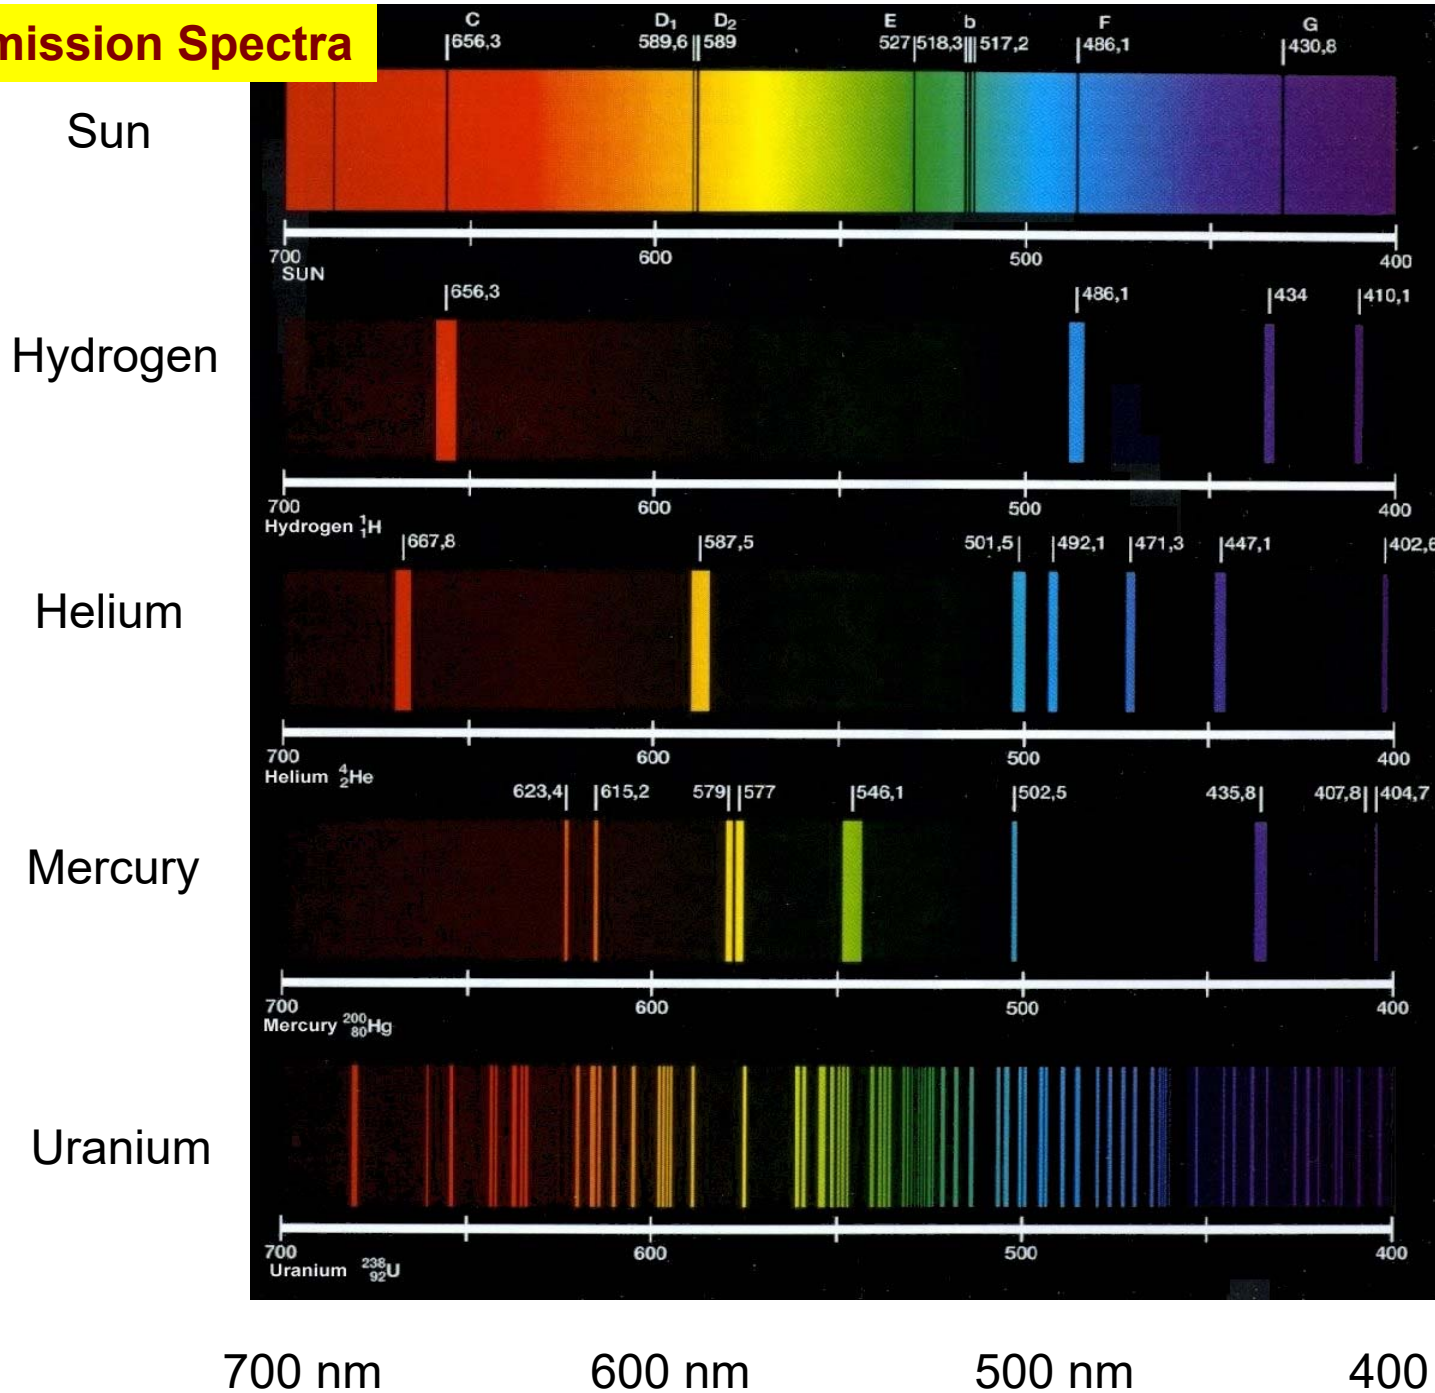 mission Spectra
C D₁ D₂ E b F G
656,3 589,6 589 527 518,3 517,2 486,1 430,8
Sun
700 600 500 400
SUN
656,3 486,1 434 410,1
Hydrogen
700 600 500 400
Hydrogen ¹₁H
667,8 587,5 501,5 492,1 471,3 447,1 402,6
Helium
700 600 500 400
Helium ⁴₂He
623,4 615,2 579 577 546,1 502,5 435,8 407,8 404,7
Mercury
700 600 500 400
Mercury ²⁰⁰₈₀Hg
Uranium
700 600 500 400
Uranium ²³⁸₉₂U
700 nm 600 nm 500 nm 400